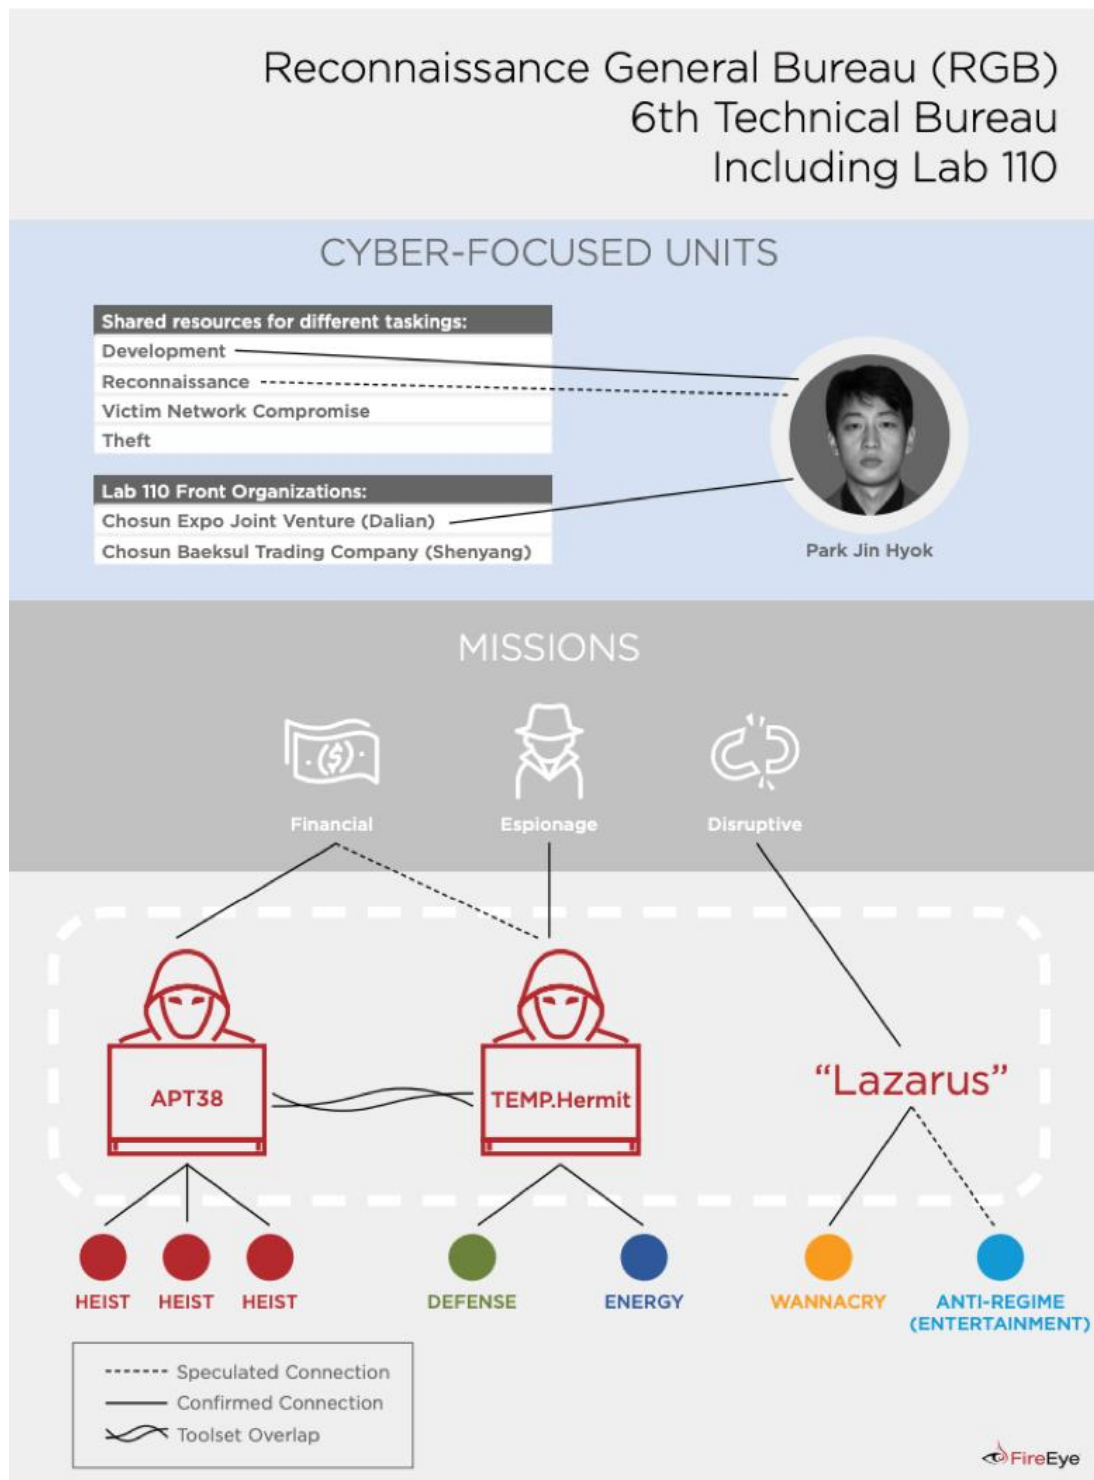 Reconnaissance General Bureau (RGB)
6th Technical Bureau
Including Lab 110
CYBER-FOCUSED UNITS
Shared resources for different taskings:
Development
Reconnaissance
Victim Network Compromise
Theft
Lab 110 Front Organizations:
Chosun Expo Joint Venture (Dalian)
Chosun Baeksul Trading Company (Shenyang)
Park Jin Hyok
MISSIONS
($)
Financial
Espionage
Disruptive
APT38
TEMP.Hermit
“Lazarus”
HEIST
HEIST
HEIST
DEFENSE
ENERGY
WANNACRY
ANTI-REGIME
(ENTERTAINMENT)
Speculated Connection
Confirmed Connection
Toolset Overlap
FireEye